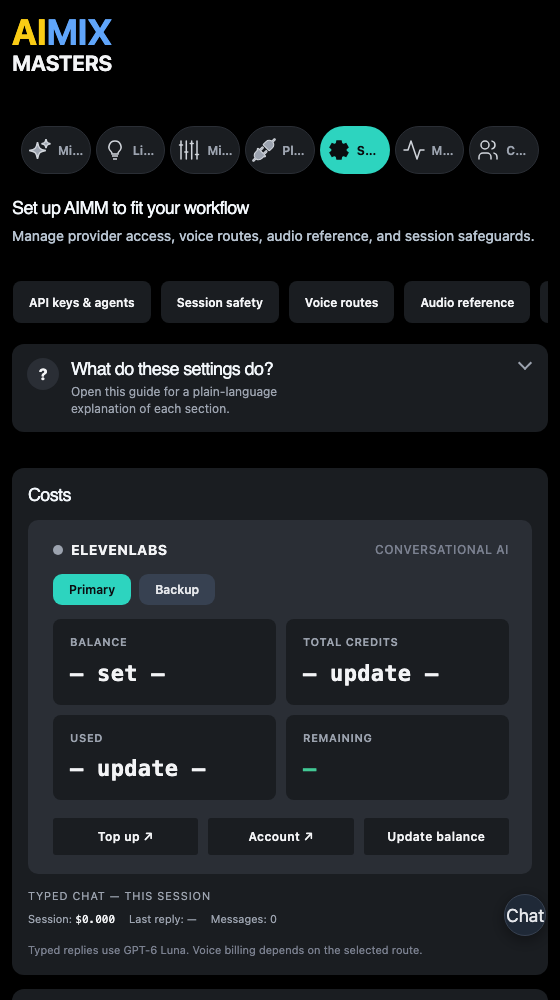 AIMIX
MASTERS
Mi...
Li...
Mi...
Pl...
S...
M...
C...
Set up AIMM to fit your workflow
Manage provider access, voice routes, audio reference, and session safeguards.
API keys & agents
Session safety
Voice routes
Audio reference
?
What do these settings do?
Open this guide for a plain-language
explanation of each section.
Costs
ELEVENLABS
CONVERSATIONAL AI
Primary
Backup
BALANCE
— set —
TOTAL CREDITS
— update —
USED
— update —
REMAINING
—
Top up ↗
Account ↗
Update balance
TYPED CHAT — THIS SESSION
Session: $0.000 Last reply: — Messages: 0
Chat
Typed replies use GPT-6 Luna. Voice billing depends on the selected route.